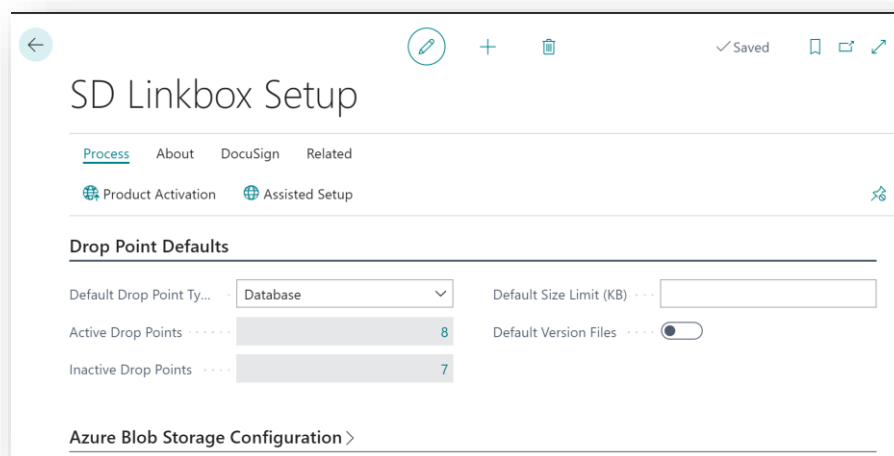 Saved
SD Linkbox Setup
Process About DocuSign Related
Product Activation Assisted Setup
Drop Point Defaults
Default Drop Point Ty... Database Default Size Limit (KB)
Active Drop Points 8 Default Version Files
Inactive Drop Points 7
Azure Blob Storage Configuration